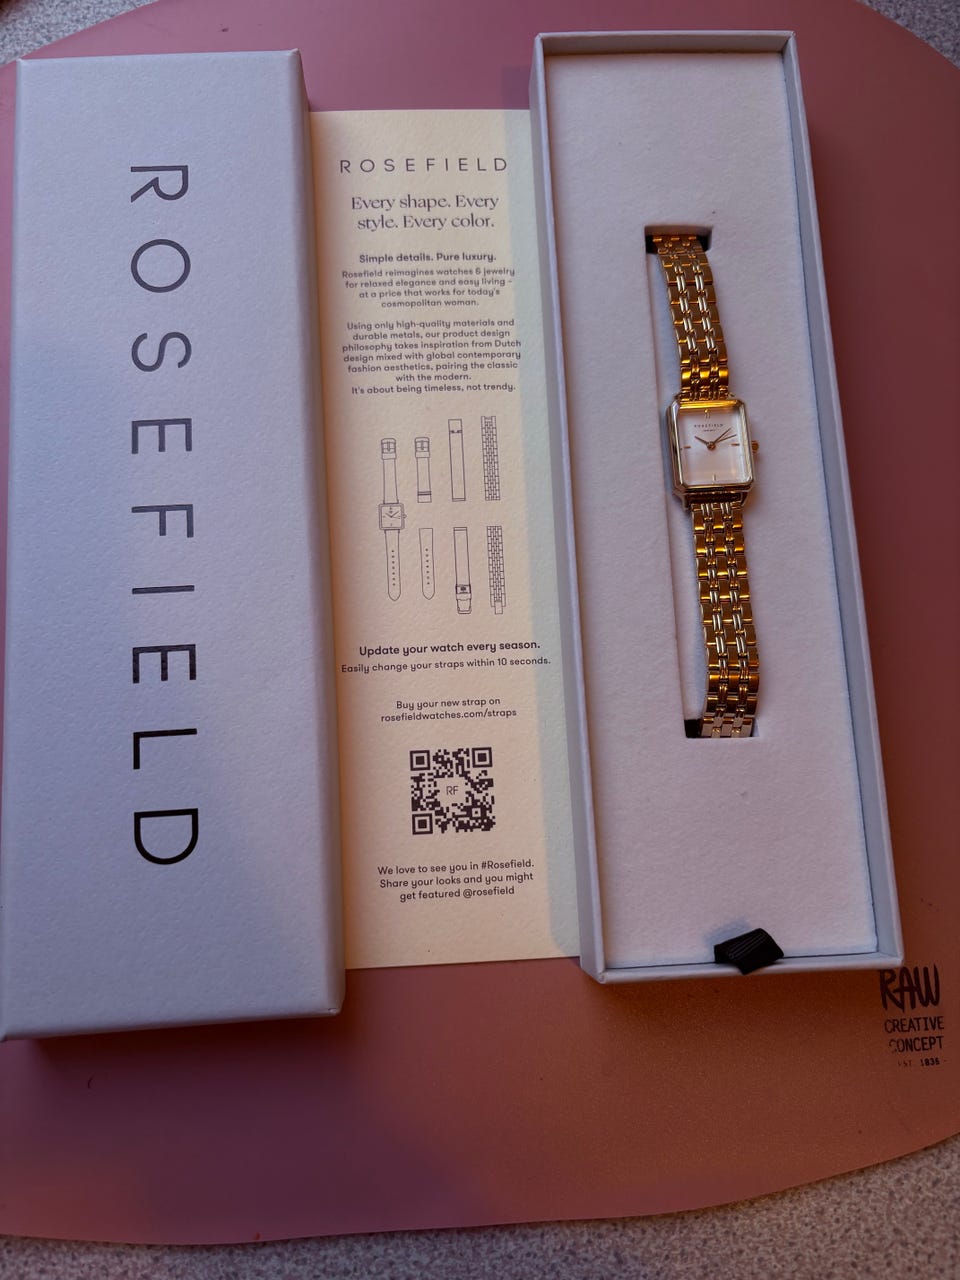 ROSEFIELD
ROSEFIELD
Every shape. Every
style. Every color.
Simple details. Pure luxury.
Rosefield reimagines watches & jewelry
for relaxed elegance and easy living –
at a price that works for today's
cosmopolitan woman.
Using only high-quality materials and
durable metals, our product design
philosophy takes inspiration from Dutch
design mixed with global contemporary
fashion aesthetics, pairing the classic
with the modern.
It's about being timeless, not trendy.
Update your watch every season.
Easily change your straps within 10 seconds.
Buy your new strap on
rosefieldwatches.com/straps
RF
We love to see you in #Rosefield.
Share your looks and you might
get featured @rosefield
ROSEFIELD
RAW
CREATIVE
CONCEPT
EST. 1835